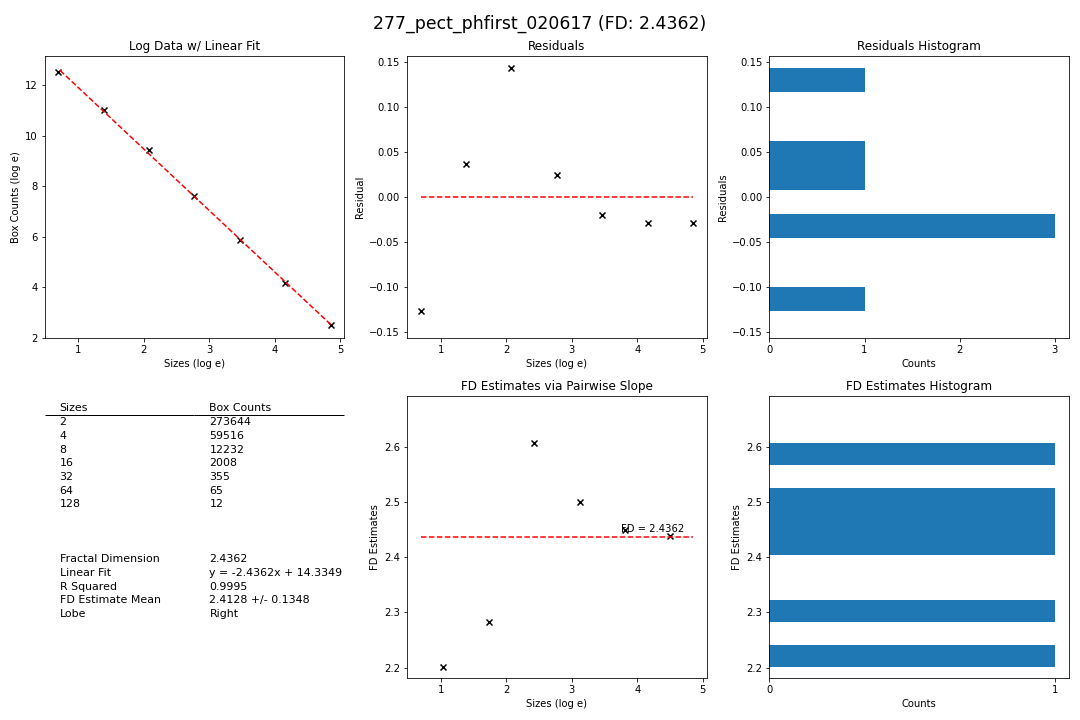 277_pect_phfirst_020617 (FD: 2.4362)
Log Data w/ Linear Fit
Box Counts (log e)
12
10
8
6
4
2
1 2 3 4 5
Sizes (log e)
Residuals
Residual
0.15
0.10
0.05
0.00
−0.05
−0.10
−0.15
1 2 3 4 5
Sizes (log e)
Residuals Histogram
Residuals
0.15
0.10
0.05
0.00
−0.05
−0.10
−0.15
0 1 2 3
Counts
Sizes Box Counts
2 273644
4 59516
8 12232
16 2008
32 355
64 65
128 12
Fractal Dimension 2.4362
Linear Fit y = -2.4362x + 14.3349
R Squared 0.9995
FD Estimate Mean 2.4128 +/- 0.1348
Lobe Right
FD Estimates via Pairwise Slope
FD Estimates
2.6
2.5
2.4
2.3
2.2
FD = 2.4362
1 2 3 4 5
Sizes (log e)
FD Estimates Histogram
FD Estimates
2.6
2.5
2.4
2.3
2.2
0 1
Counts